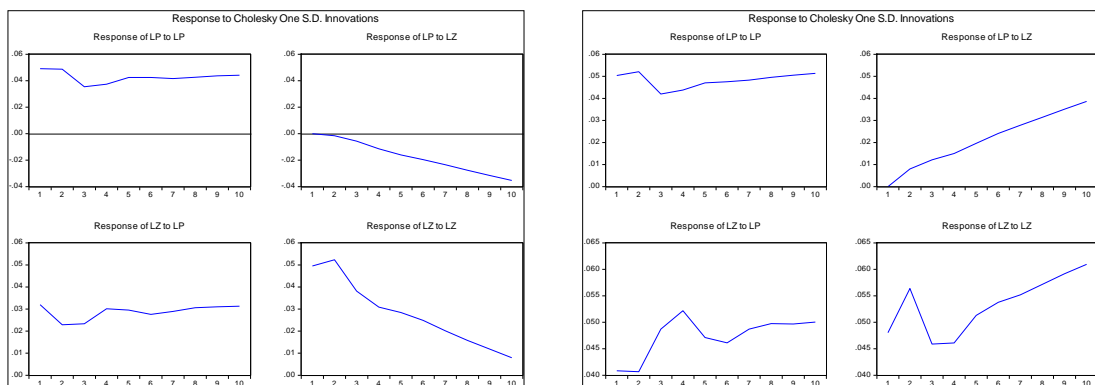 Response to Cholesky One S.D. Innovations
Response of LP to LP
Response of LP to LZ
.06
.04
.02
.00
-.02
-.04
1 2 3 4 5 6 7 8 9 10
.06
.04
.02
.00
-.02
-.04
1 2 3 4 5 6 7 8 9 10
Response of LZ to LP
Response of LZ to LZ
.06
.05
.04
.03
.02
.01
.00
1 2 3 4 5 6 7 8 9 10
.06
.05
.04
.03
.02
.01
.00
1 2 3 4 5 6 7 8 9 10
Response to Cholesky One S.D. Innovations
Response of LP to LP
Response of LP to LZ
.06
.05
.04
.03
.02
.01
.00
1 2 3 4 5 6 7 8 9 10
.06
.05
.04
.03
.02
.01
.00
1 2 3 4 5 6 7 8 9 10
Response of LZ to LP
Response of LZ to LZ
.065
.060
.055
.050
.045
.040
1 2 3 4 5 6 7 8 9 10
.065
.060
.055
.050
.045
.040
1 2 3 4 5 6 7 8 9 10